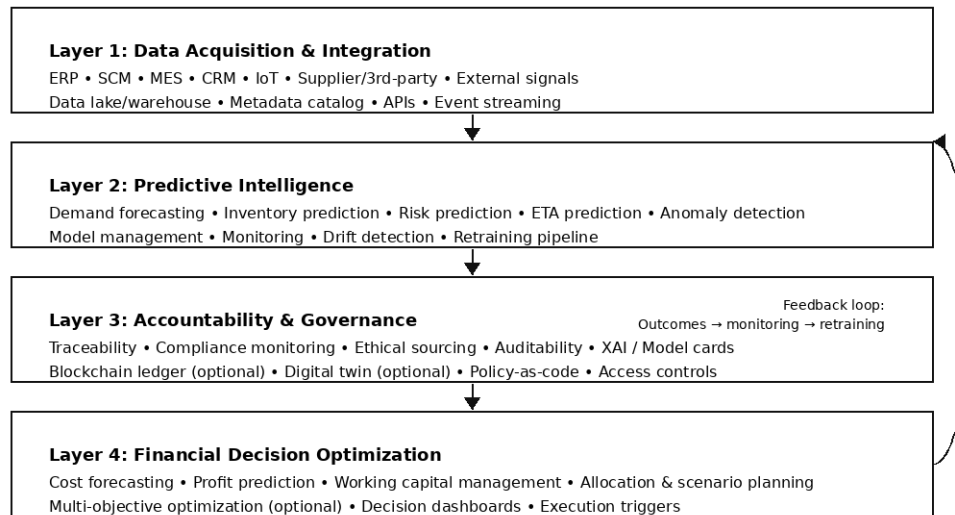 Layer 1: Data Acquisition & Integration
ERP • SCM • MES • CRM • IoT • Supplier/3rd-party • External signals
Data lake/warehouse • Metadata catalog • APIs • Event streaming
Layer 2: Predictive Intelligence
Demand forecasting • Inventory prediction • Risk prediction • ETA prediction • Anomaly detection
Model management • Monitoring • Drift detection • Retraining pipeline
Feedback loop:
Outcomes → monitoring → retraining
Layer 3: Accountability & Governance
Traceability • Compliance monitoring • Ethical sourcing • Auditability • XAI / Model cards
Blockchain ledger (optional) • Digital twin (optional) • Policy-as-code • Access controls
Layer 4: Financial Decision Optimization
Cost forecasting • Profit prediction • Working capital management • Allocation & scenario planning
Multi-objective optimization (optional) • Decision dashboards • Execution triggers